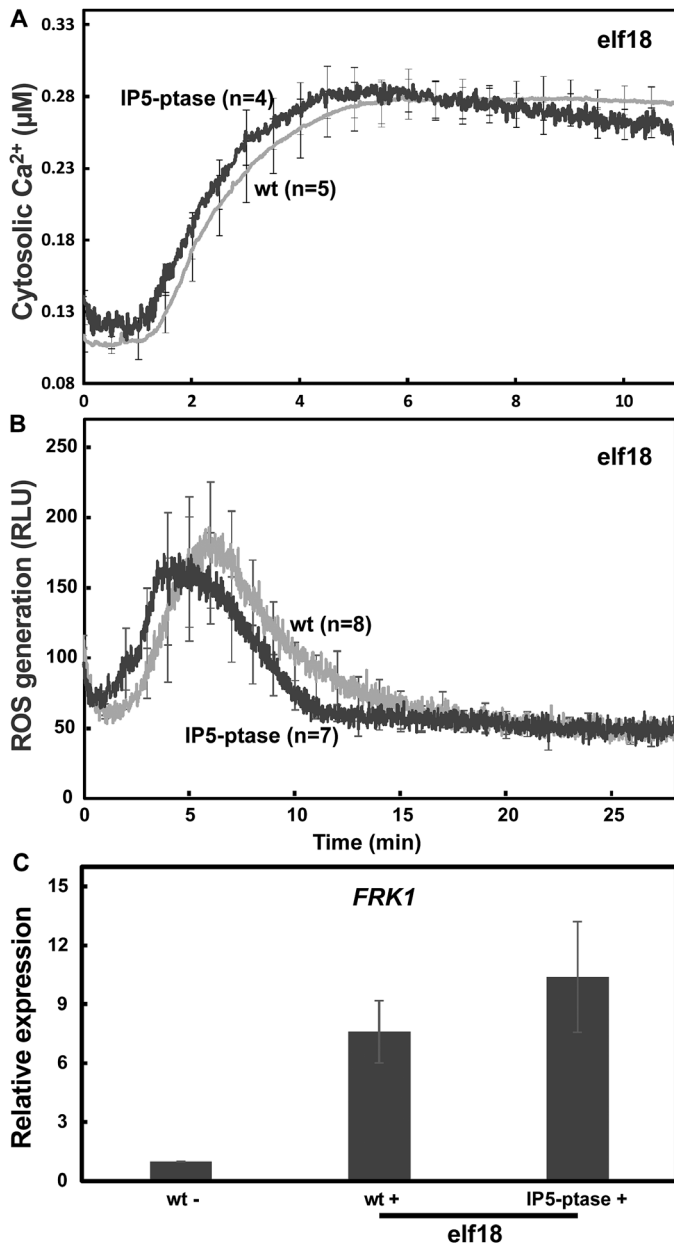 A
elf18
0.33
0.28
0.23
0.18
0.13
0.08
Cytosolic Ca²⁺ (µM)
IP5-ptase (n=4)
wt (n=5)
0 2 4 6 8 10
B
elf18
250
200
150
100
50
0
ROS generation (RLU)
wt (n=8)
IP5-ptase (n=7)
0 5 10 15 20 25
Time (min)
C
FRK1
15
12
9
6
3
0
Relative expression
wt - wt + IP5-ptase +
elf18